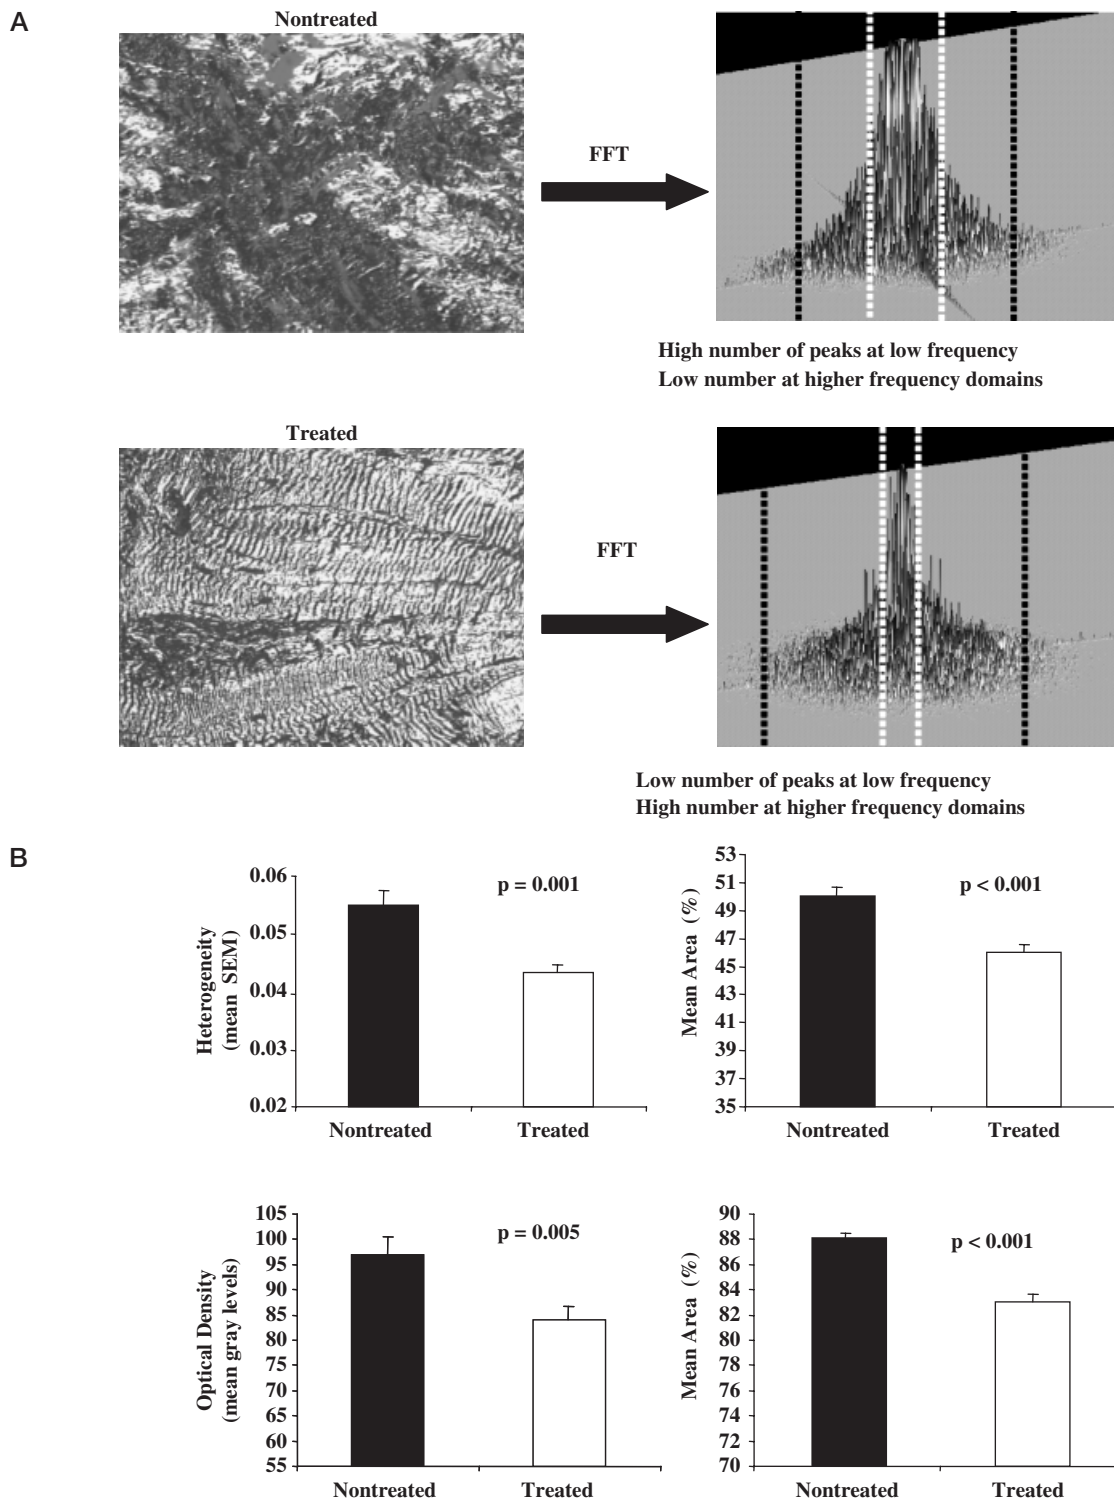 A
Nontreated
FFT
High number of peaks at low frequency
Low number at higher frequency domains
Treated
FFT
Low number of peaks at low frequency
High number at higher frequency domains
B
Heterogeneity
(mean SEM)
0.06
0.05
0.04
0.03
0.02
p = 0.001
Nontreated
Treated
Mean Area (%)
53
51
49
47
45
43
41
39
37
35
p < 0.001
Nontreated
Treated
Optical Density
(mean gray levels)
105
100
95
90
85
80
75
70
65
60
55
p = 0.005
Nontreated
Treated
Mean Area (%)
90
88
86
84
82
80
78
76
74
72
70
p < 0.001
Nontreated
Treated